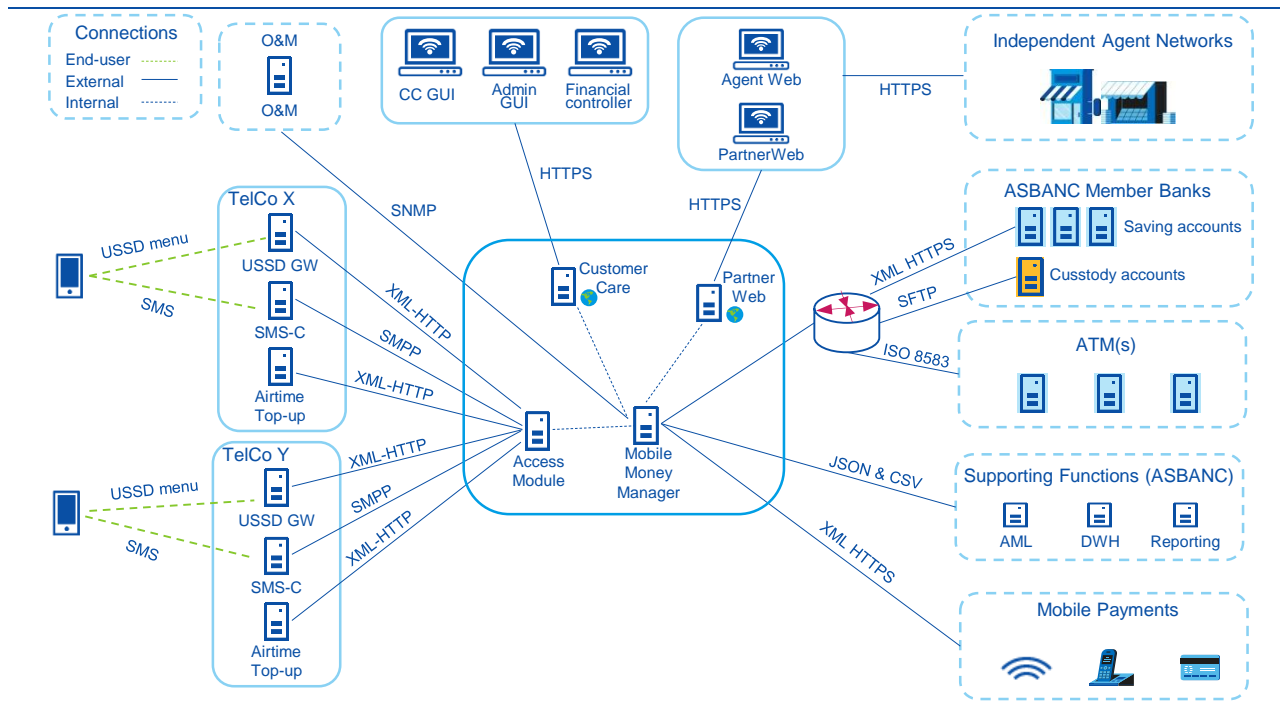 Connections
End-user
External
Internal
O&M
O&M
CC GUI
Admin
GUI
Financial
controller
Agent Web
PartnerWeb
HTTPS
Independent Agent Networks
HTTPS
HTTPS
SNMP
TelCo X
USSD menu
SMS
USSD GW
SMS-C
Airtime
Top-up
XML-HTTP
SMPP
XML-HTTP
Customer
Care
Partner
Web
Access
Module
Mobile
Money
Manager
XML HTTPS
SFTP
ISO 8583
ASBANC Member Banks
Saving accounts
Cusstody accounts
ATM(s)
TelCo Y
USSD menu
SMS
USSD GW
SMS-C
Airtime
Top-up
XML-HTTP
SMPP
XML-HTTP
JSON & CSV
XML HTTPS
Supporting Functions (ASBANC)
AML
DWH
Reporting
Mobile Payments